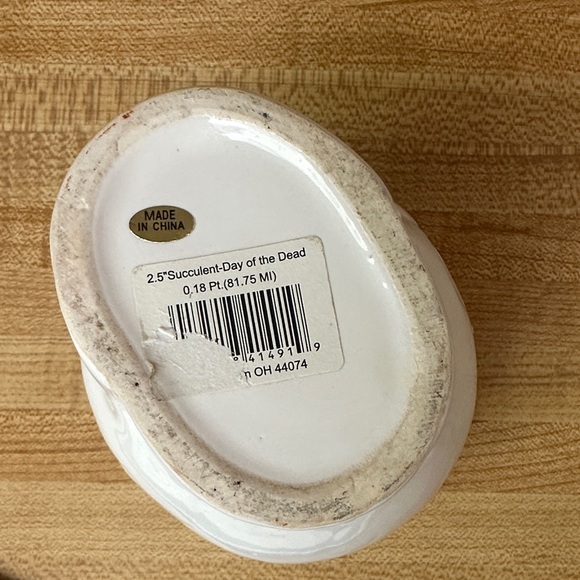 MADE
IN CHINA
2.5"Succulent-Day of the Dead
0.18 Pt.(81.75 Ml)
41491 9
OH 44074